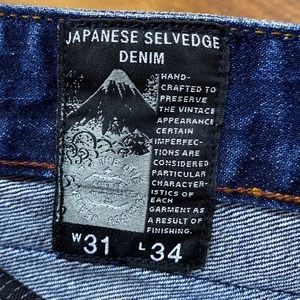 JAPANESE SELVEDGE
DENIM
HAND-
CRAFTED TO
PRESERVE
THE VINTAGE
APPEARANCE
CERTAIN
IMPERFEC-
TIONS ARE
CONSIDERED
PARTICULAR
CHARACTER-
ISTICS OF
EACH
GARMENT AS
A RESULT OF
FINISHING.
THE
W31 L34